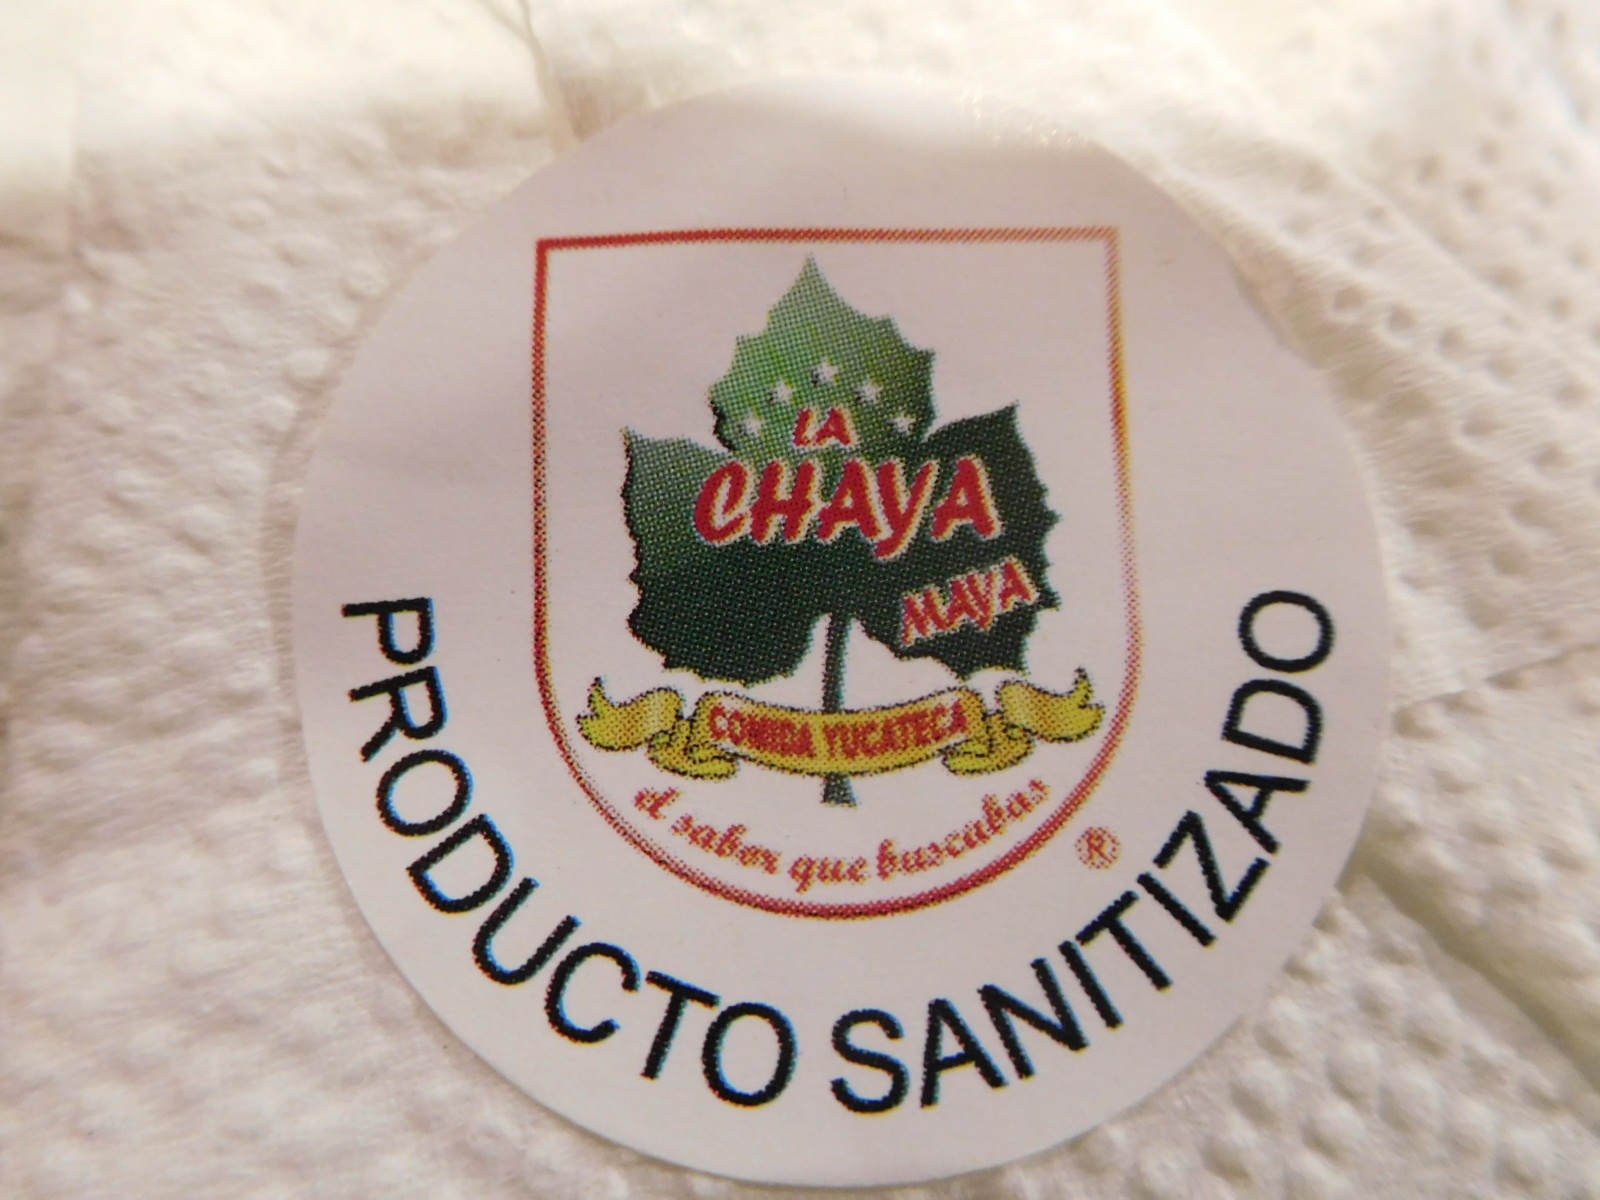 LA
CHAYA
MAYA
COMIDA YUCATECA
el sabor que buscabas
®
PRODUCTO SANITIZADO